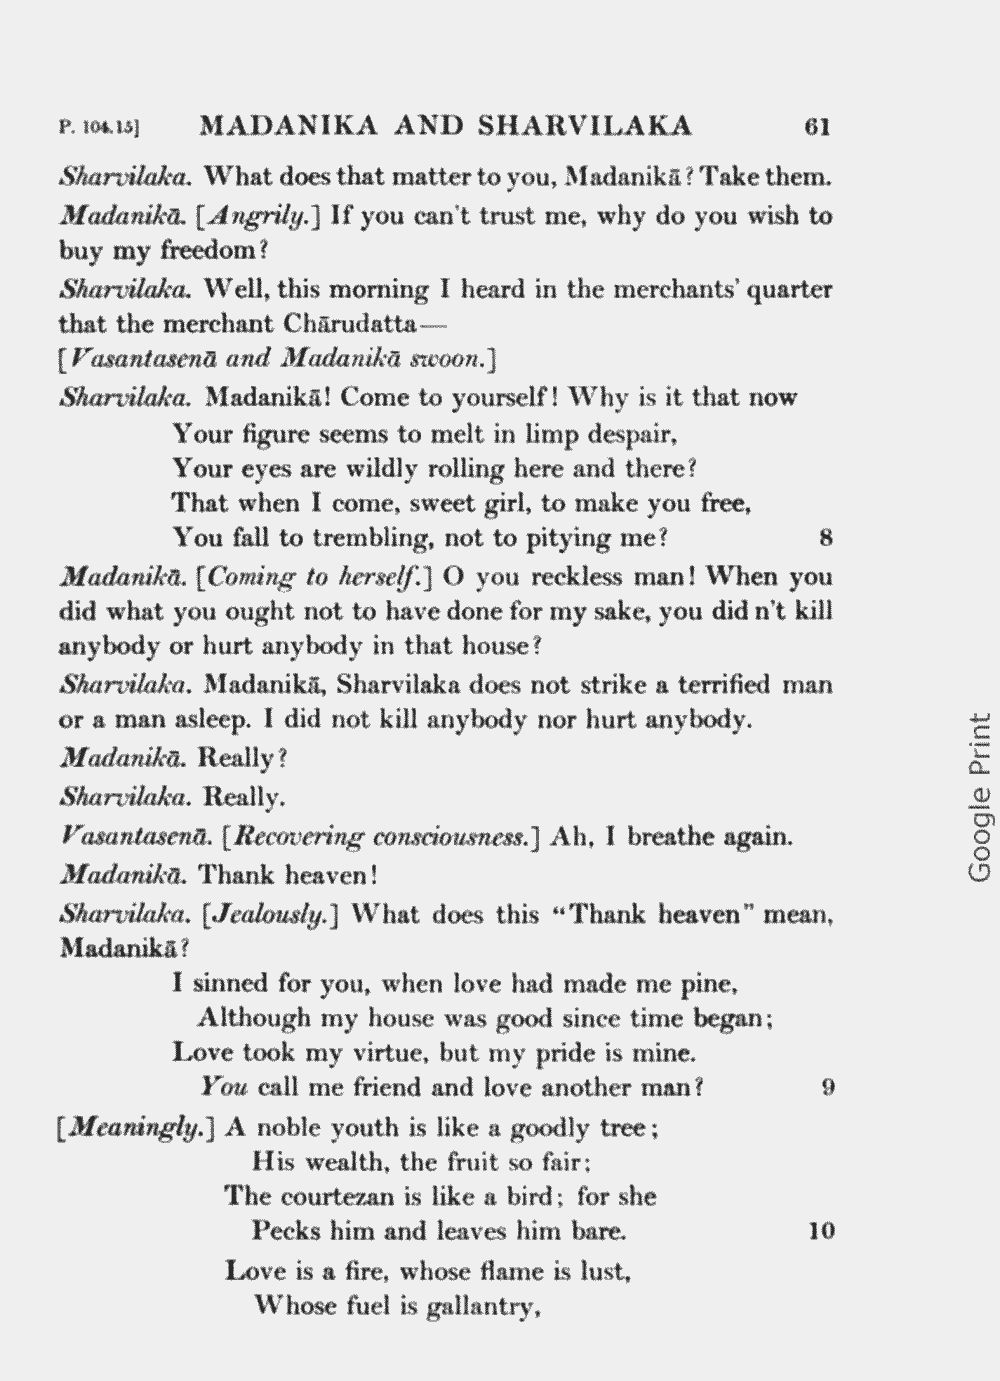 P. 104.15] MADANIKA AND SHARVILAKA 61
Sharvilaka. What does that matter to you, Madanikā? Take them.
Madanikā. [Angrily.] If you can't trust me, why do you wish to
buy my freedom?
Sharvilaka. Well, this morning I heard in the merchants' quarter
that the merchant Chārudatta—
[Vasantasenā and Madanikā swoon.]
Sharvilaka. Madanikā! Come to yourself! Why is it that now
Your figure seems to melt in limp despair,
Your eyes are wildly rolling here and there?
That when I come, sweet girl, to make you free,
You fall to trembling, not to pitying me? 8
Madanikā. [Coming to herself.] O you reckless man! When you
did what you ought not to have done for my sake, you did n't kill
anybody or hurt anybody in that house?
Sharvilaka. Madanikā, Sharvilaka does not strike a terrified man
or a man asleep. I did not kill anybody nor hurt anybody.
Madanikā. Really?
Sharvilaka. Really.
Vasantasenā. [Recovering consciousness.] Ah, I breathe again.
Madanikā. Thank heaven!
Sharvilaka. [Jealously.] What does this "Thank heaven" mean,
Madanikā?
I sinned for you, when love had made me pine,
Although my house was good since time began;
Love took my virtue, but my pride is mine.
You call me friend and love another man? 9
[Meaningly.] A noble youth is like a goodly tree;
His wealth, the fruit so fair;
The courtezan is like a bird; for she
Pecks him and leaves him bare. 10
Love is a fire, whose flame is lust,
Whose fuel is gallantry,
Google Print